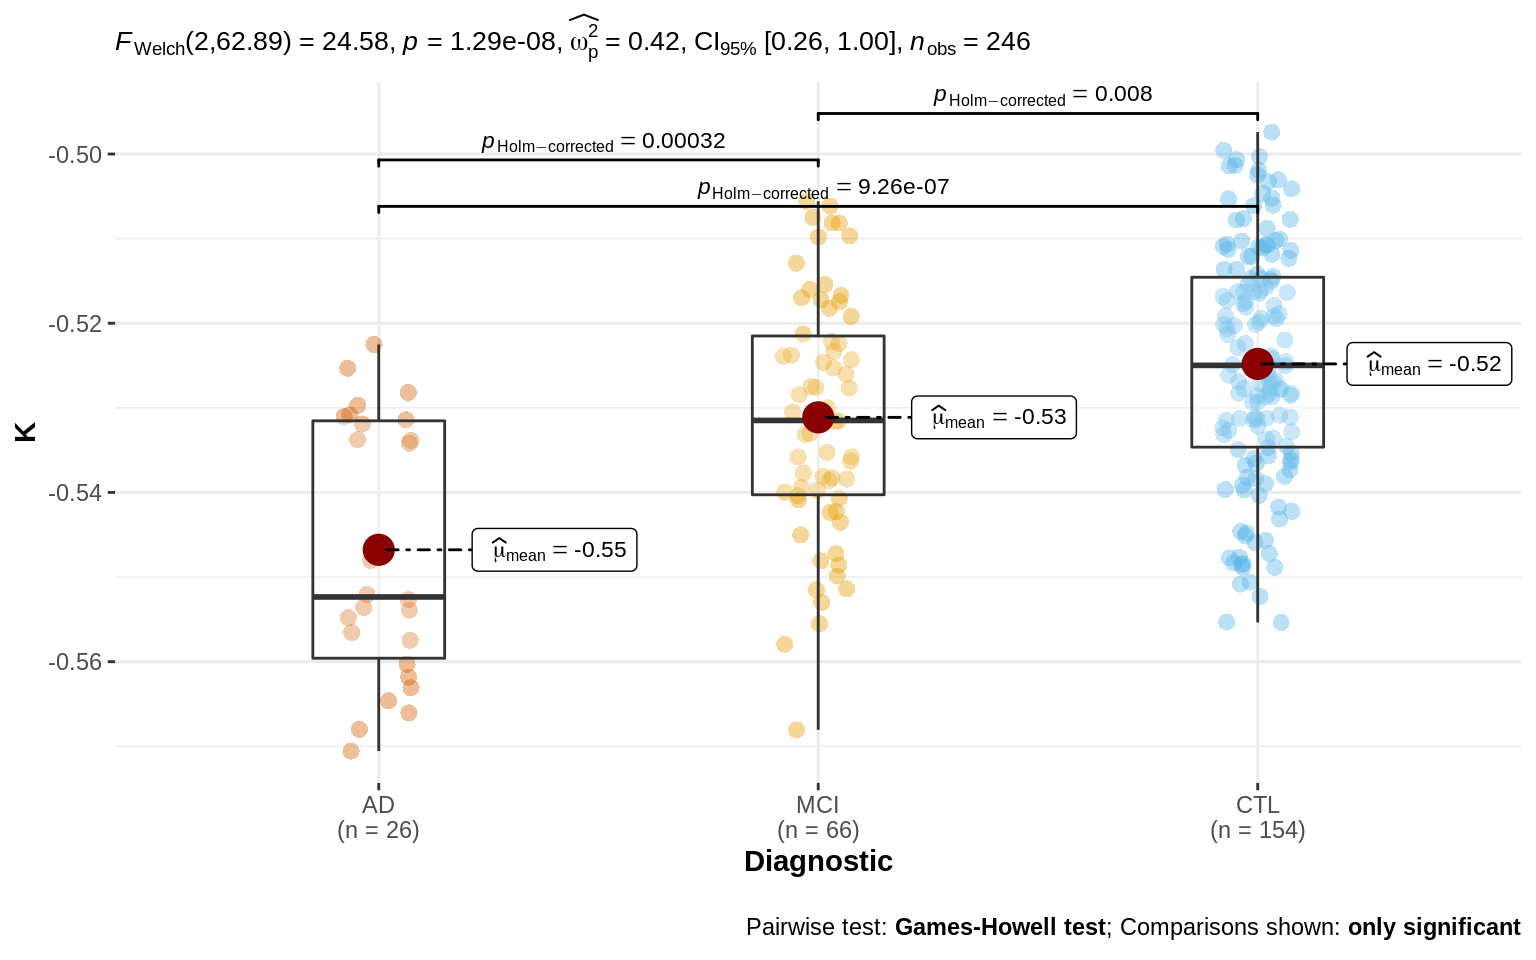 F Welch(2,62.89) = 24.58, p = 1.29e-08, ω̂²p = 0.42, CI95% [0.26, 1.00], nobs = 246
pHolm−corrected = 0.008
pHolm−corrected = 0.00032
pHolm−corrected = 9.26e-07
-0.50
-0.52
-0.54
-0.56
K
μ̂mean = -0.52
μ̂mean = -0.53
μ̂mean = -0.55
AD
(n = 26)
MCI
(n = 66)
CTL
(n = 154)
Diagnostic
Pairwise test: Games-Howell test; Comparisons shown: only significant